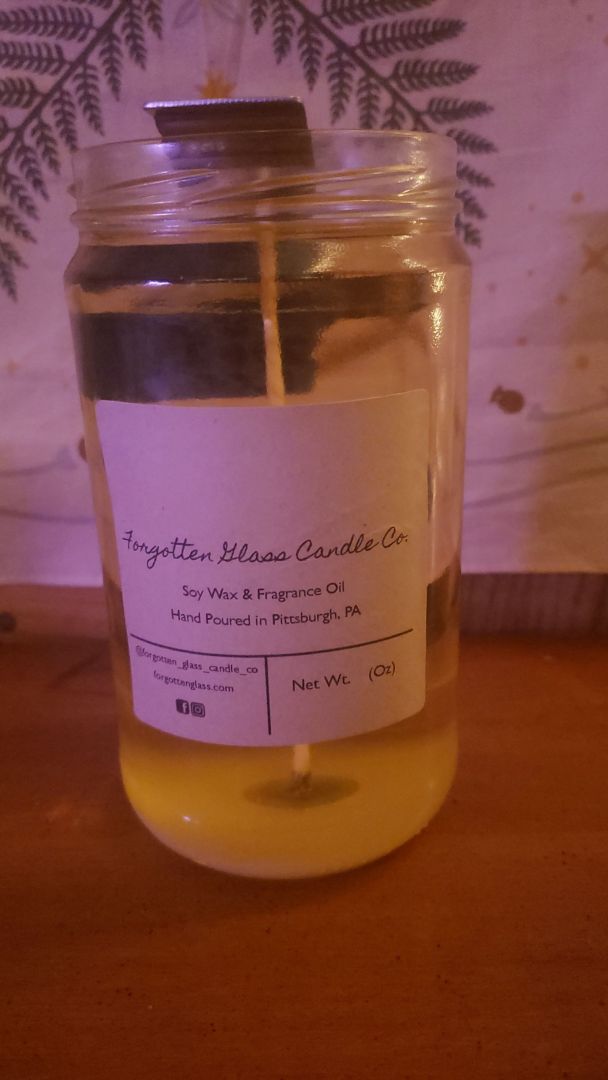 Forgotten Glass Candle Co.
Soy Wax & Fragrance Oil
Hand Poured in Pittsburgh, PA
@forgotten_glass_candle_co
forgottenglass.com
Net Wt. (Oz)